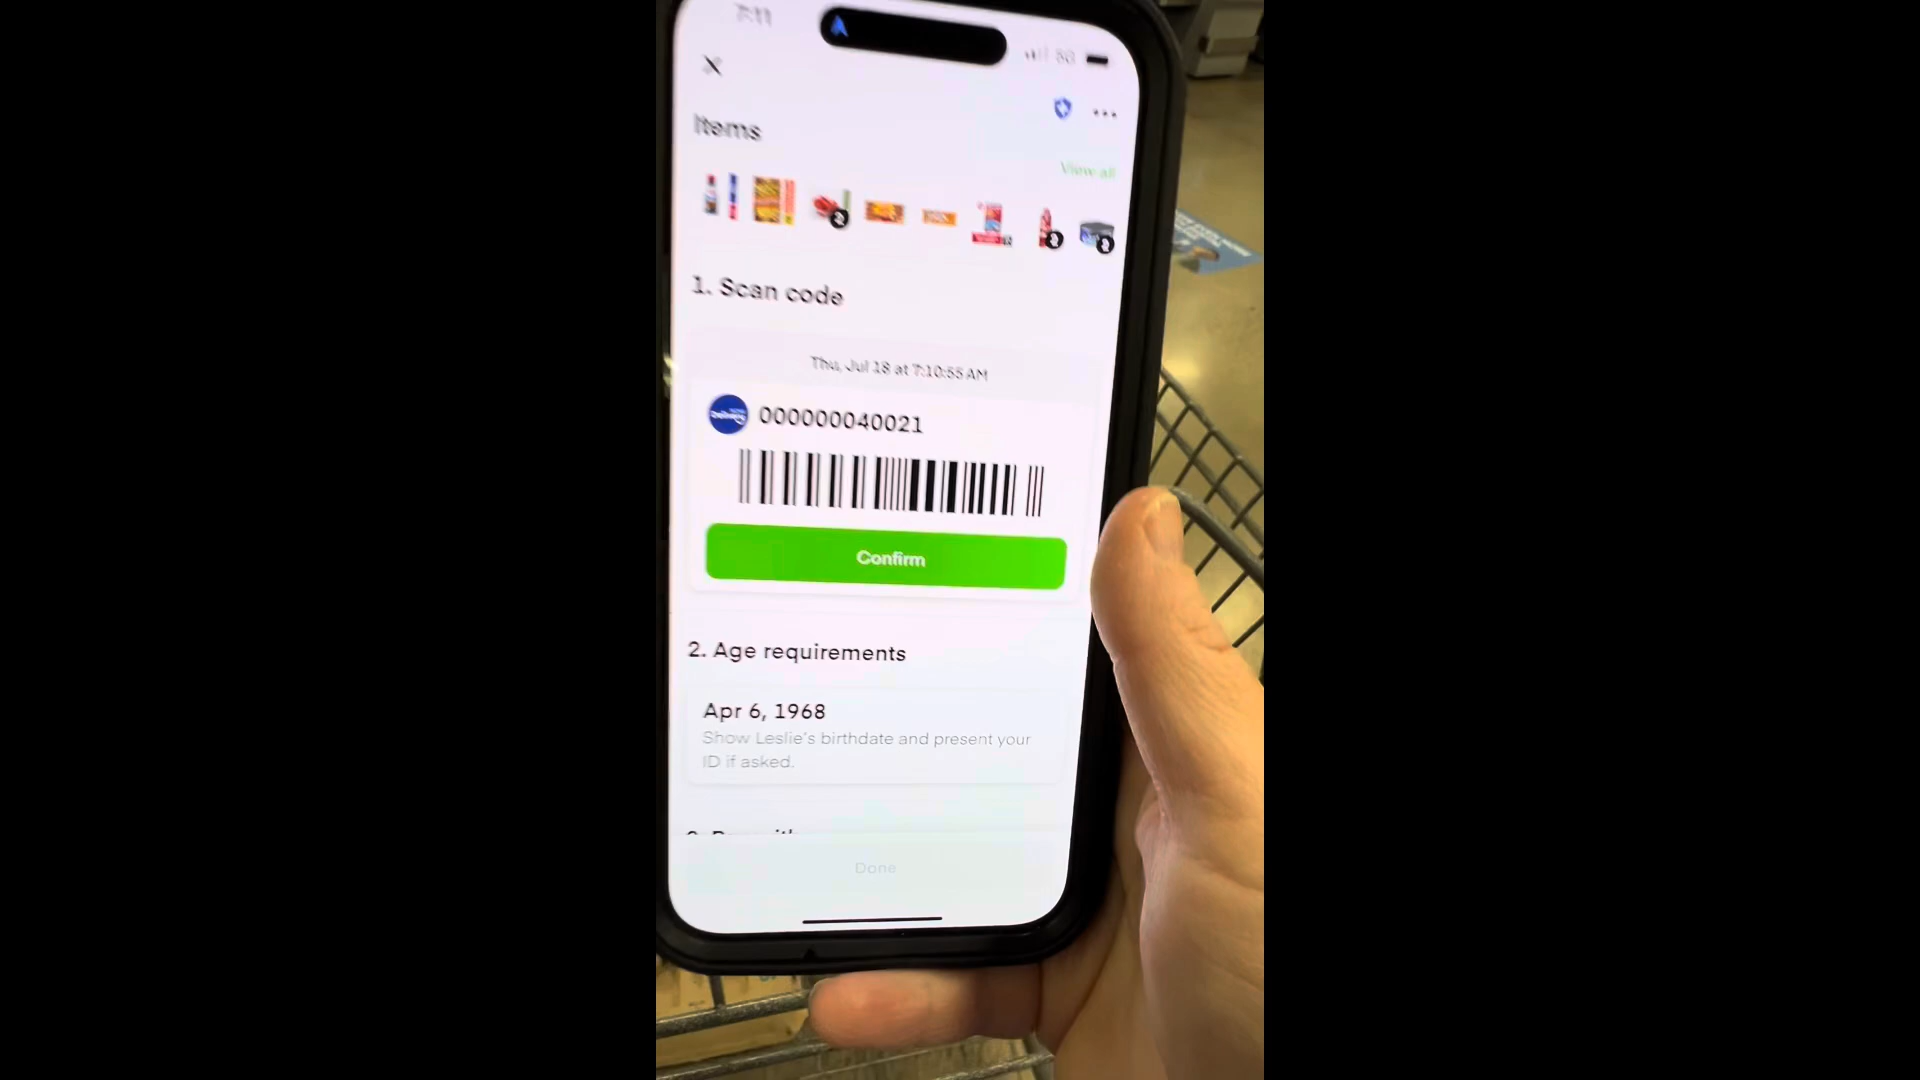 7:11
5G
Items
View all
1. Scan code
Thu, Jul 18 at 7:10:55 AM
000000040021
Confirm
2. Age requirements
Apr 6, 1968
Show Leslie's birthdate and present your
ID if asked.
Done